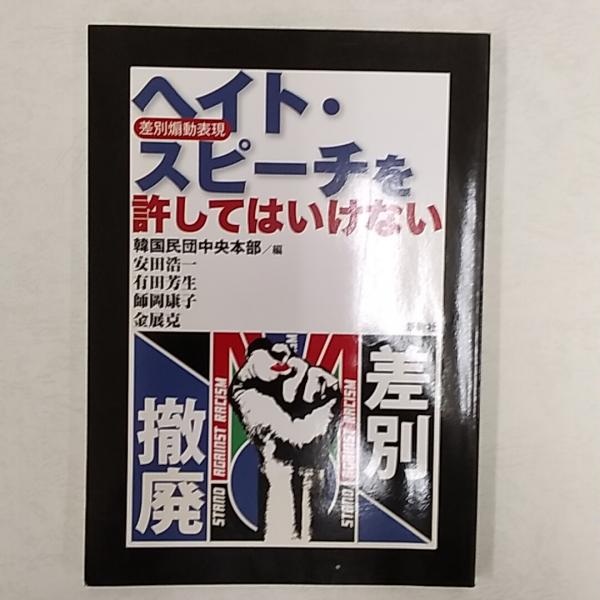 ヘイト・
差別煽動表現
スピーチを
許してはいけない
韓国民団中央本部/編
安田浩一
有田芳生
師岡康子
金展克
新幹社
差別
撤廃
STAND AGAINST RACISM
STAND AGAINST RACISM